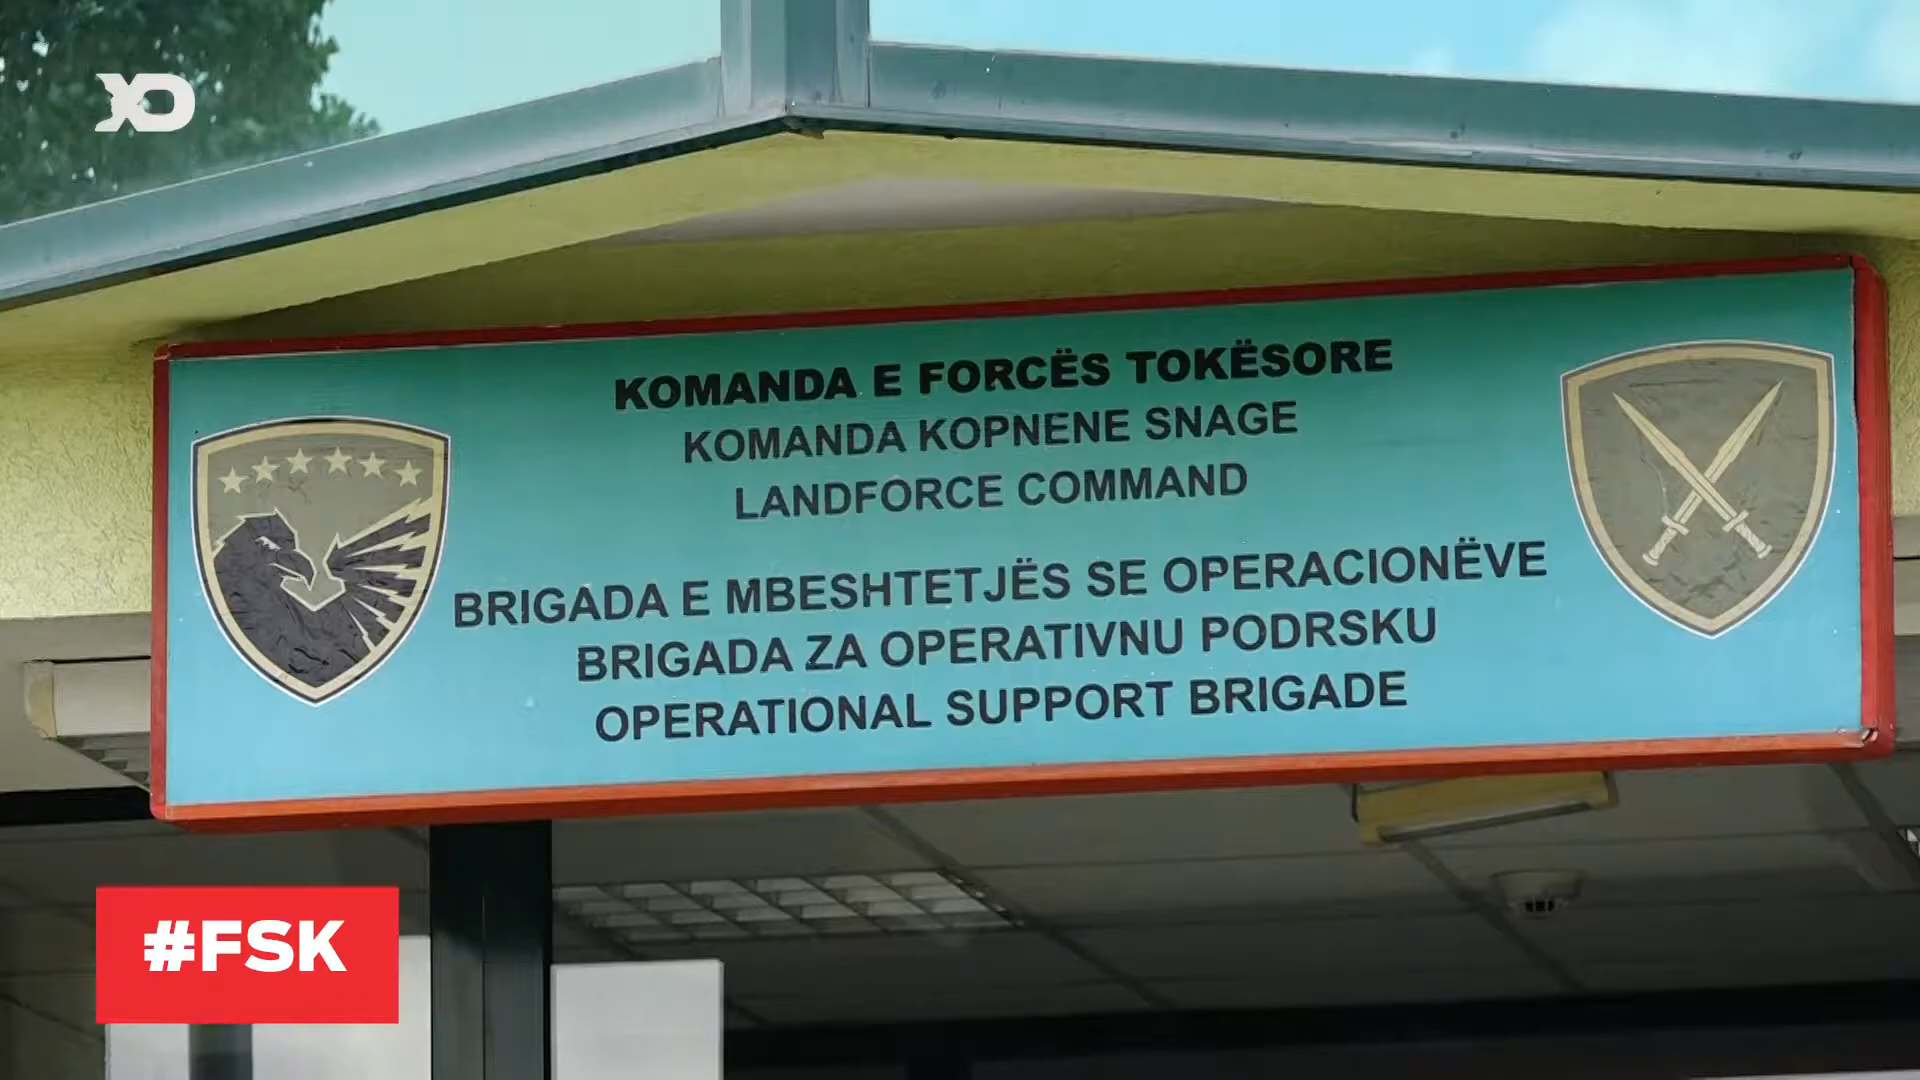 XO
KOMANDA E FORCËS TOKËSORE
KOMANDA KOPNENE SNAGE
LANDFORCE COMMAND
BRIGADA E MBESHTETJËS SE OPERACIONËVE
BRIGADA ZA OPERATIVNU PODRSKU
OPERATIONAL SUPPORT BRIGADE
#FSK